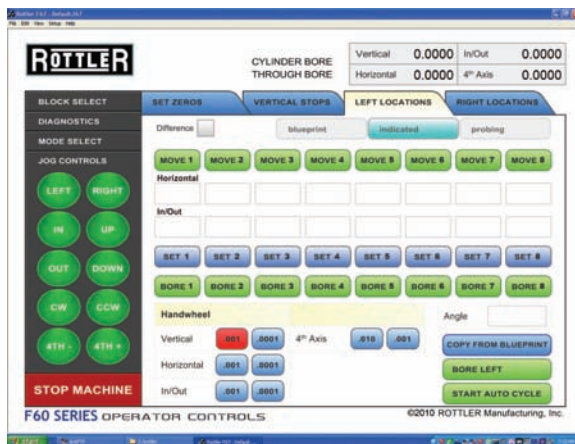 File Edit View Setup Help
ROTTLER
CYLINDER BORE
THROUGH BORE
Vertical 0.0000 In/Out 0.0000
Horizontal 0.0000 4th Axis 0.0000
BLOCK SELECT
DIAGNOSTICS
MODE SELECT
JOG CONTROLS
LEFT RIGHT
IN UP
OUT DOWN
CW CCW
4TH - 4TH +
STOP MACHINE
SET ZEROS VERTICAL STOPS LEFT LOCATIONS RIGHT LOCATIONS
Difference blueprint indicated probing
MOVE 1 MOVE 2 MOVE 3 MOVE 4 MOVE 5 MOVE 6 MOVE 7 MOVE 8
Horizontal
In/Out
SET 1 SET 2 SET 3 SET 4 SET 5 SET 6 SET 7 SET 8
BORE 1 BORE 2 BORE 3 BORE 4 BORE 5 BORE 6 BORE 7 BORE 8
Handwheel Angle
Vertical .001 .0001 4th Axis .010 .001 COPY FROM BLUEPRINT
Horizontal .001 .0001 BORE LEFT
In/Out .001 .0001 START AUTO CYCLE
F60 SERIES OPERATOR CONTROLS ©2010 ROTTLER Manufacturing, Inc.